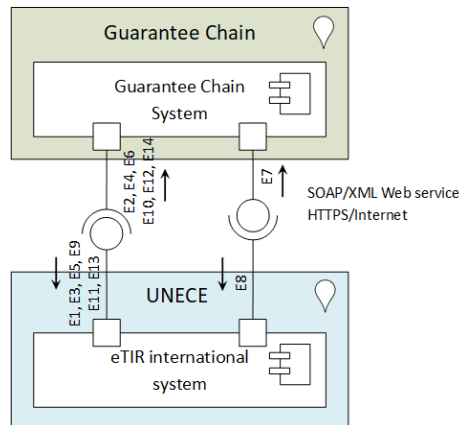 Guarantee Chain
Guarantee Chain
System
E2, E4, E6
E10, E12, E14
E7
SOAP/XML Web service
HTTPS/Internet
E1, E3, E5, E9
E11, E13
E8
UNECE
eTIR international
system